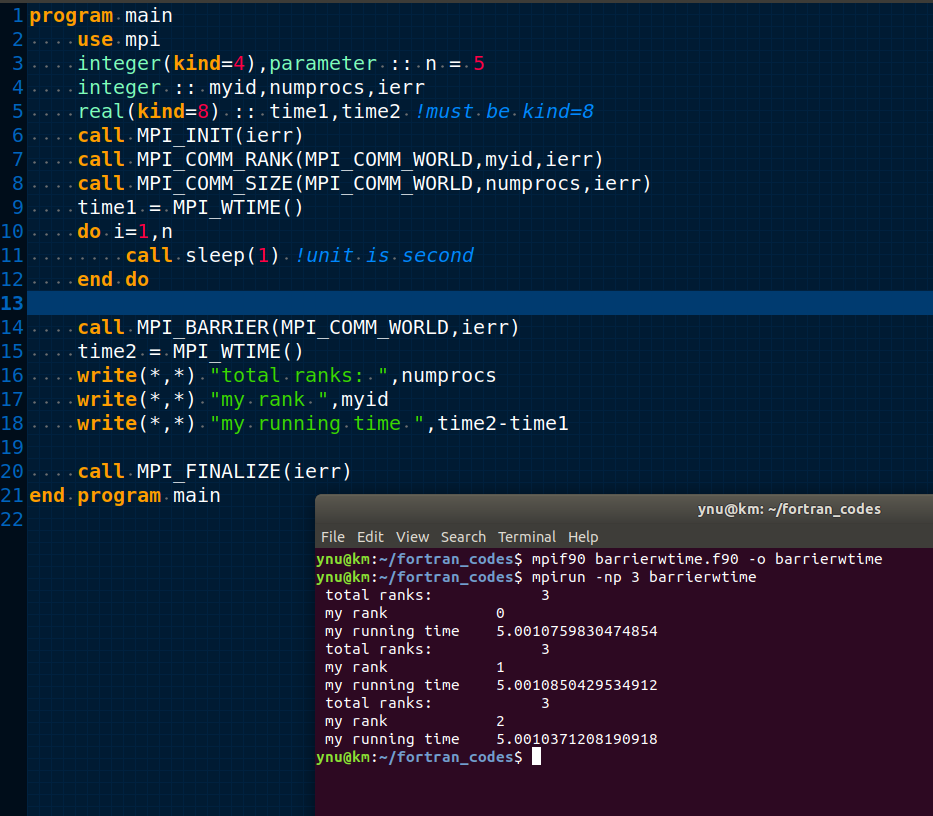 1 program main
2     use mpi
3     integer(kind=4),parameter :: n = 5
4     integer :: myid,numprocs,ierr
5     real(kind=8) :: time1,time2 !must be kind=8
6     call MPI_INIT(ierr)
7     call MPI_COMM_RANK(MPI_COMM_WORLD,myid,ierr)
8     call MPI_COMM_SIZE(MPI_COMM_WORLD,numprocs,ierr)
9     time1 = MPI_WTIME()
10     do i=1,n
11         call sleep(1) !unit is second
12     end do
13
14     call MPI_BARRIER(MPI_COMM_WORLD,ierr)
15     time2 = MPI_WTIME()
16     write(*,*) "total ranks: ",numprocs
17     write(*,*) "my rank ",myid
18     write(*,*) "my running time ",time2-time1
19
20     call MPI_FINALIZE(ierr)
21 end program main
22
ynu@km: ~/fortran_codes
File Edit View Search Terminal Help
ynu@km:~/fortran_codes$ mpif90 barrierwtime.f90 -o barrierwtime
ynu@km:~/fortran_codes$ mpirun -np 3 barrierwtime
 total ranks:            3
 my rank            0
 my running time    5.0010759830474854
 total ranks:            3
 my rank            1
 my running time    5.0010850429534912
 total ranks:            3
 my rank            2
 my running time    5.0010371208190918
ynu@km:~/fortran_codes$